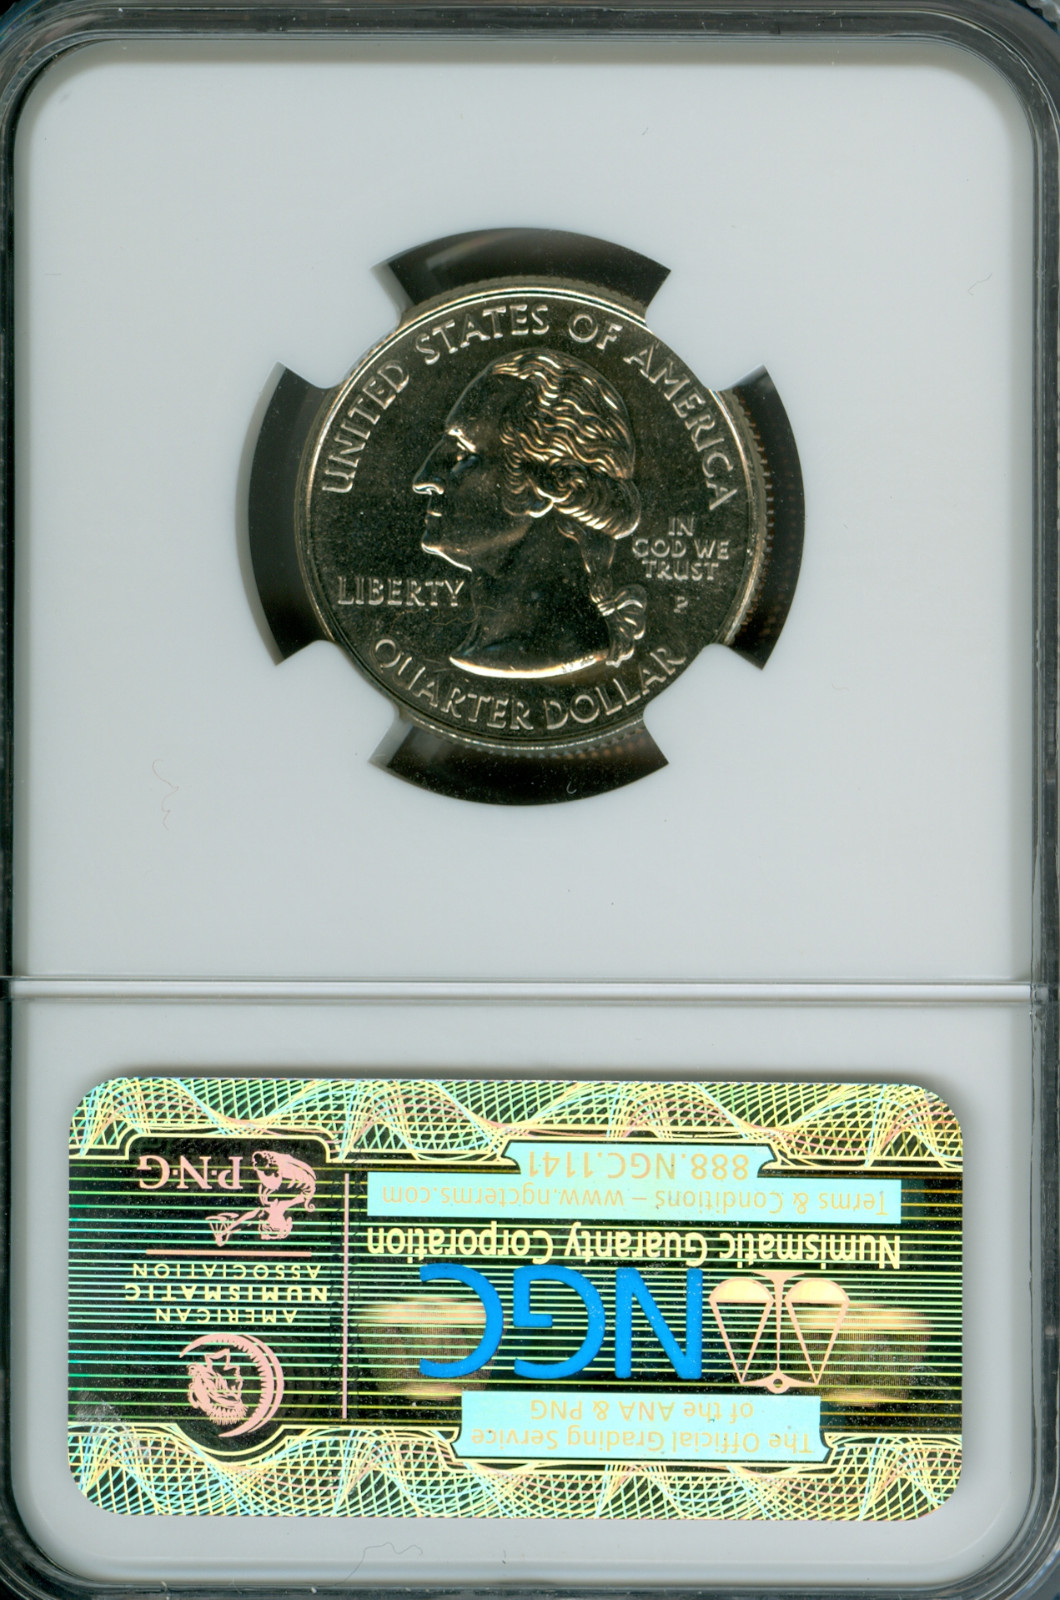 UNITED STATES OF AMERICA
LIBERTY
IN
GOD WE
TRUST
P
QUARTER DOLLAR
The Official Grading Service
of the ANA & PNG
NGC
Numismatic Guaranty Corporation
Terms & Conditions – www.ngcterms.com
888.NGC.1141
AMERICAN
NUMISMATIC
ASSOCIATION
P·N·G